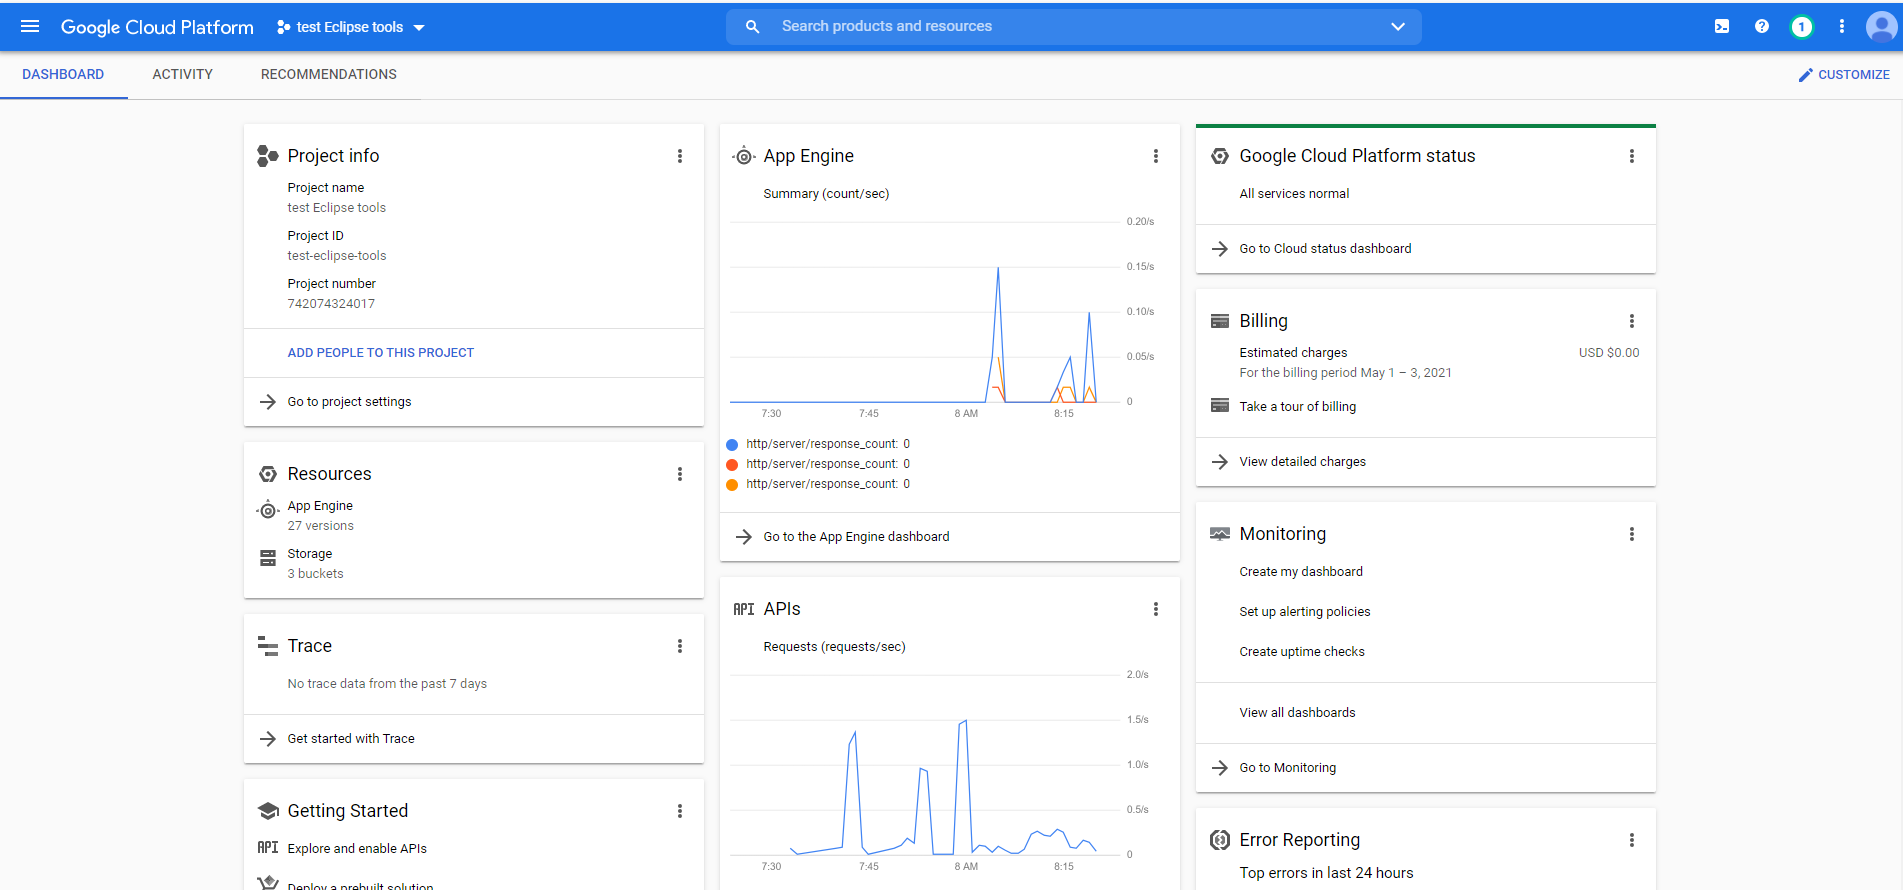 Google Cloud Platform
test Eclipse tools
Search products and resources
1
DASHBOARD
ACTIVITY
RECOMMENDATIONS
CUSTOMIZE
Project info
Project name
test Eclipse tools
Project ID
test-eclipse-tools
Project number
742074324017
ADD PEOPLE TO THIS PROJECT
Go to project settings
Resources
App Engine
27 versions
Storage
3 buckets
Trace
No trace data from the past 7 days
Get started with Trace
Getting Started
API Explore and enable APIs
Deploy a prebuilt solution
App Engine
Summary (count/sec)
0.20/s
0.15/s
0.10/s
0.05/s
0
7:30 7:45 8 AM 8:15
http/server/response_count: 0
http/server/response_count: 0
http/server/response_count: 0
Go to the App Engine dashboard
API APIs
Requests (requests/sec)
2.0/s
1.5/s
1.0/s
0.5/s
0
7:30 7:45 8 AM 8:15
Google Cloud Platform status
All services normal
Go to Cloud status dashboard
Billing
Estimated charges USD $0.00
For the billing period May 1 – 3, 2021
Take a tour of billing
View detailed charges
Monitoring
Create my dashboard
Set up alerting policies
Create uptime checks
View all dashboards
Go to Monitoring
Error Reporting
Top errors in last 24 hours